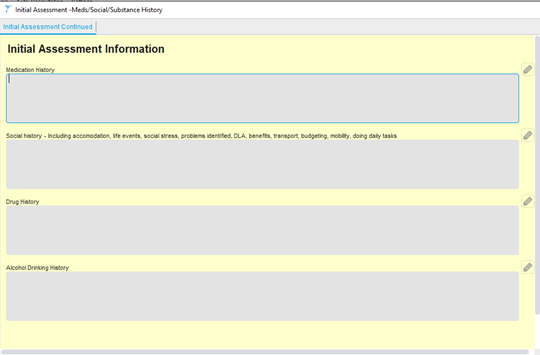 Initial Assessment -Meds/Social/Substance History
Initial Assessment Continued
Initial Assessment Information
Medication History
Social history - including accomodation, life events, social stress, problems identified, DLA, benefits, transport, budgeting, mobility, doing daily tasks
Drug History
Alcohol Drinking History